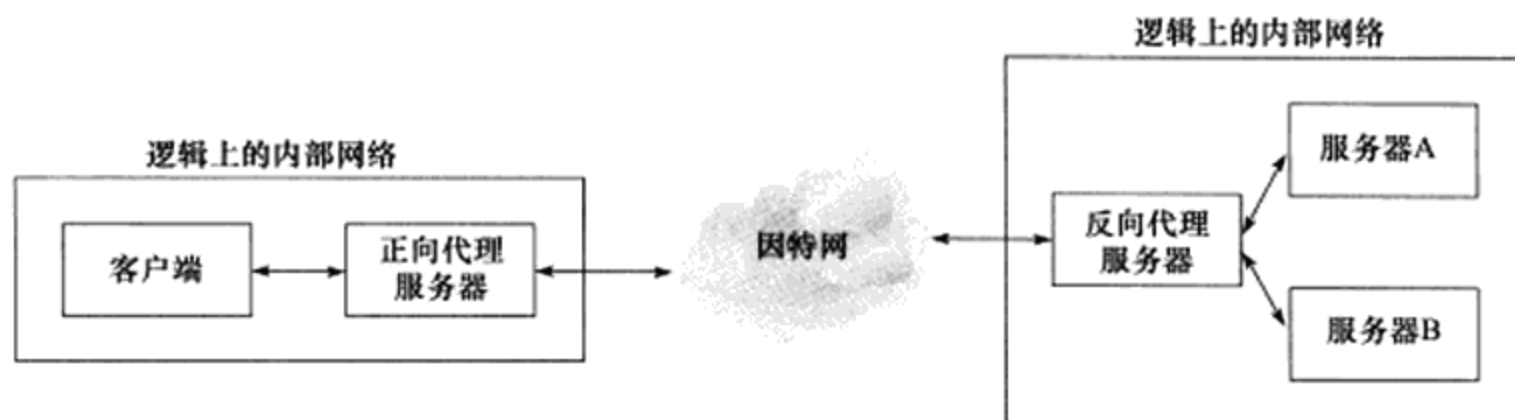 逻辑上的内部网络
逻辑上的内部网络
客户端
正向代理
服务器
因特网
反向代理
服务器
服务器A
服务器B